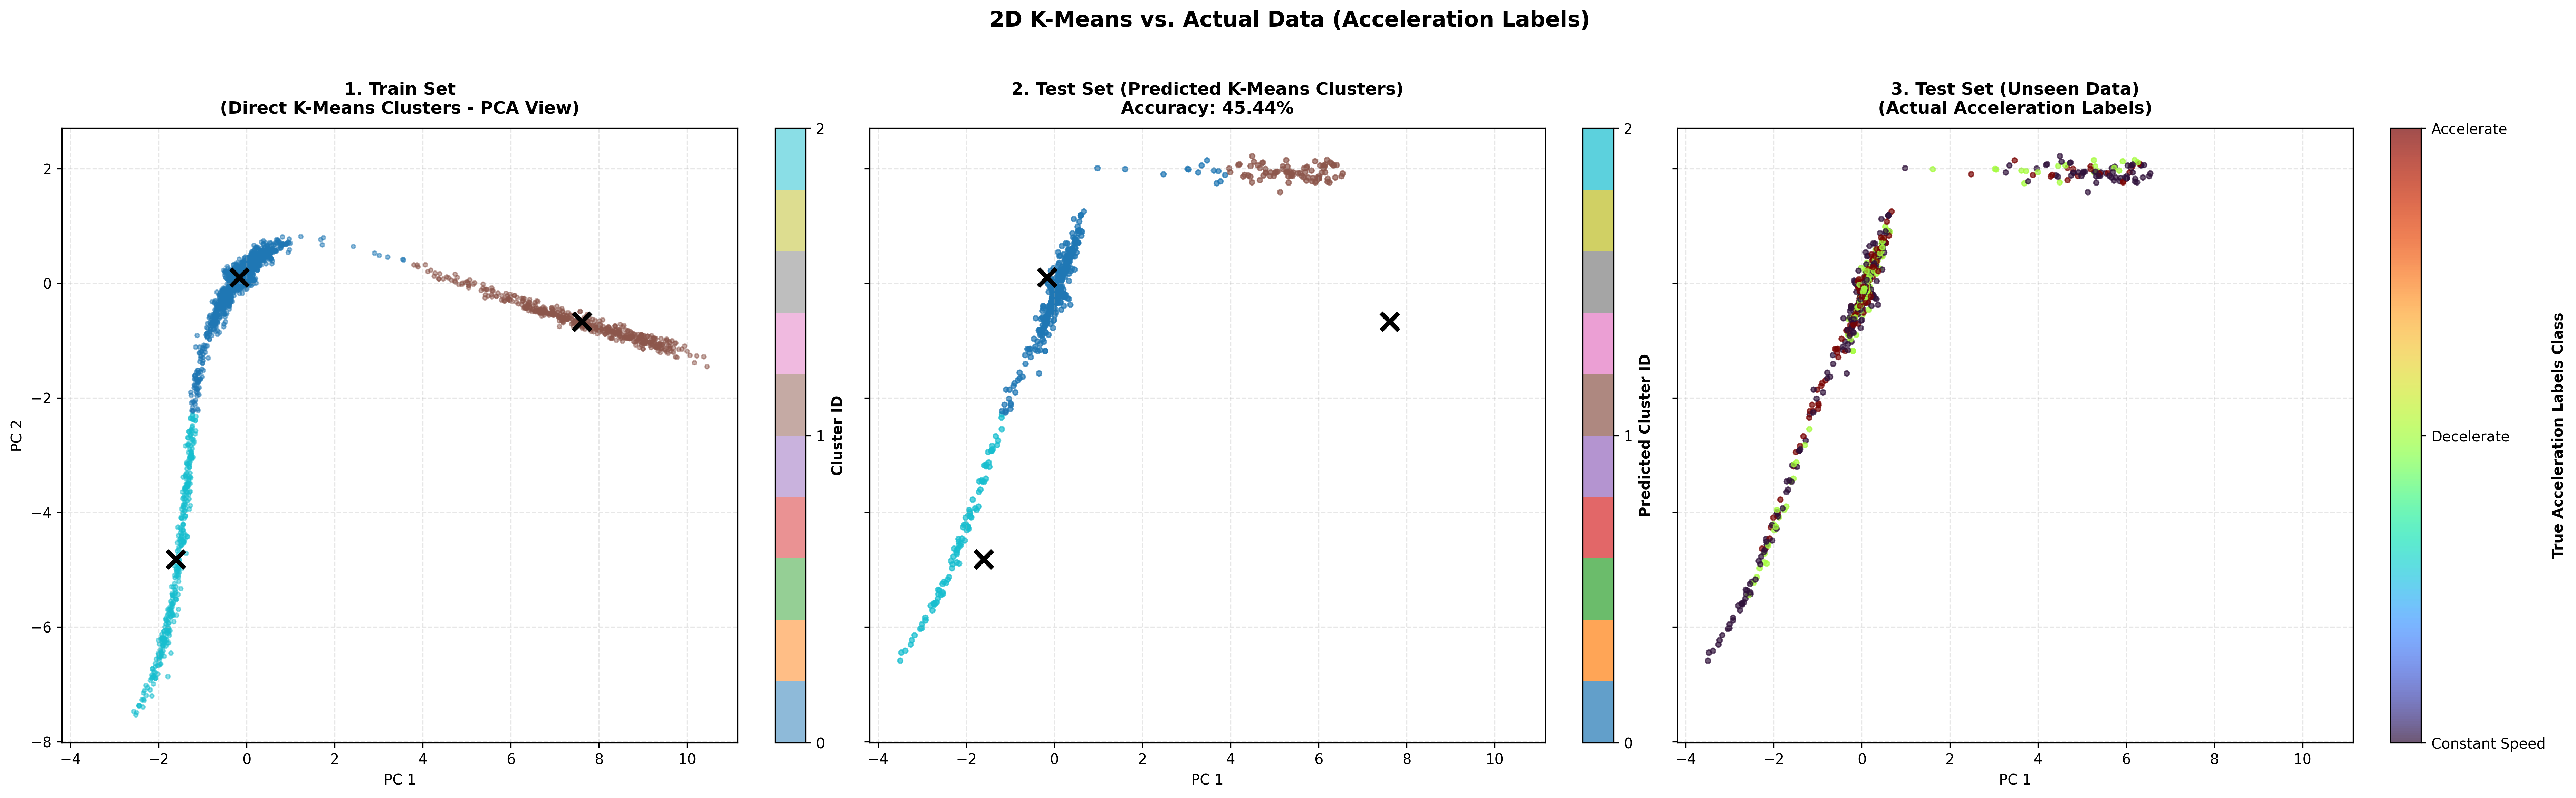 2D K-Means vs. Actual Data (Acceleration Labels)
1. Train Set
(Direct K-Means Clusters - PCA View)
2
0
−2
−4
−6
−8
PC 2
−4 −2 0 2 4 6 8 10
PC 1
2
1
0
Cluster ID
2. Test Set (Predicted K-Means Clusters)
Accuracy: 45.44%
−4 −2 0 2 4 6 8 10
PC 1
2
1
0
Predicted Cluster ID
3. Test Set (Unseen Data)
(Actual Acceleration Labels)
−4 −2 0 2 4 6 8 10
PC 1
Accelerate
Decelerate
Constant Speed
True Acceleration Labels Class